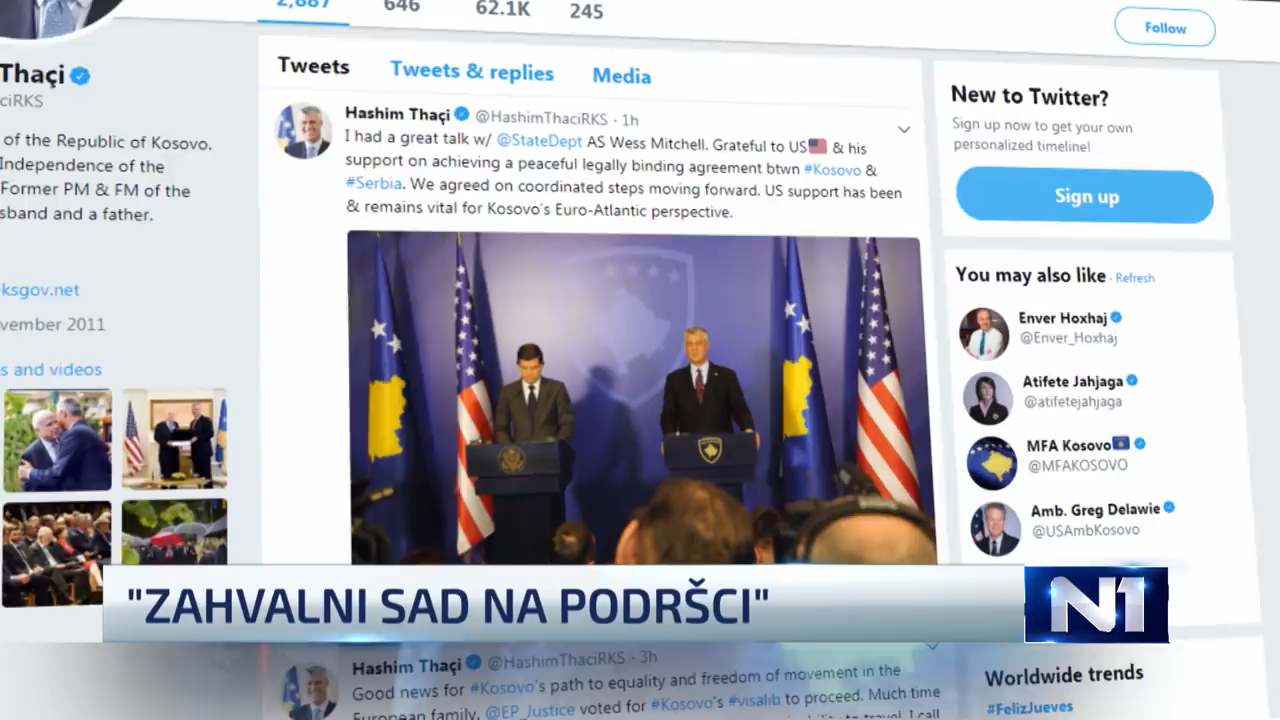 2,887 646 62.1K 245
Follow
Thaçi
ciRKS
of the Republic of Kosovo.
Independence of the
Former PM & FM of the
sband and a father.
ksgov.net
vember 2011
s and videos
Tweets Tweets & replies Media
Hashim Thaçi @HashimThaciRKS · 1h
I had a great talk w/ @StateDept AS Wess Mitchell. Grateful to US & his
support on achieving a peaceful legally binding agreement btwn #Kosovo &
#Serbia. We agreed on coordinated steps moving forward. US support has been
& remains vital for Kosovo's Euro-Atlantic perspective.
New to Twitter?
Sign up now to get your own
personalized timeline!
Sign up
You may also like · Refresh
Enver Hoxhaj
@Enver_Hoxhaj
Atifete Jahjaga
@atifetejahjaga
MFA Kosovo
@MFAKOSOVO
Amb. Greg Delawie
@USAmbKosovo
"ZAHVALNI SAD NA PODRŠCI"
N1
Hashim Thaçi @HashimThaciRKS · 3h
Good news for #Kosovo's path to equality and freedom of movement in the
European family. @EP_Justice voted for #Kosovo's #visalib to proceed. Much time
to travel. I call
Worldwide trends
#FelizJueves